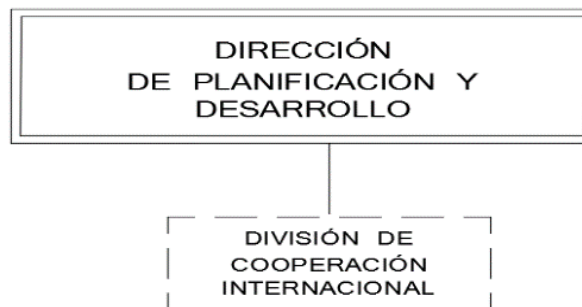 DIRECCIÓN
DE PLANIFICACIÓN Y
DESARROLLO
DIVISIÓN DE
COOPERACIÓN
INTERNACIONAL